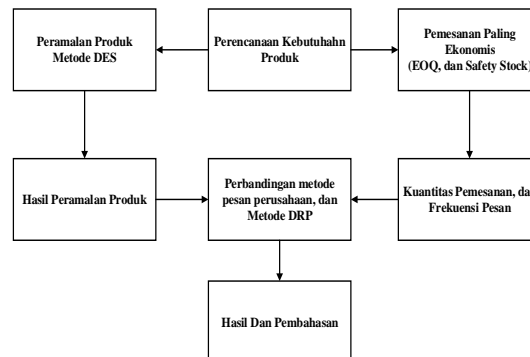 Peramalan Produk
Metode DES
Perencanaan Kebutuhahn
Produk
Pemesanan Paling
Ekonomis
(EOQ, dan Safety Stock)
Hasil Peramalan Produk
Perbandingan metode
pesan perusahaan, dan
Metode DRP
Kuantitas Pemesanan, da
Frekuensi Pesan
Hasil Dan Pembahasan